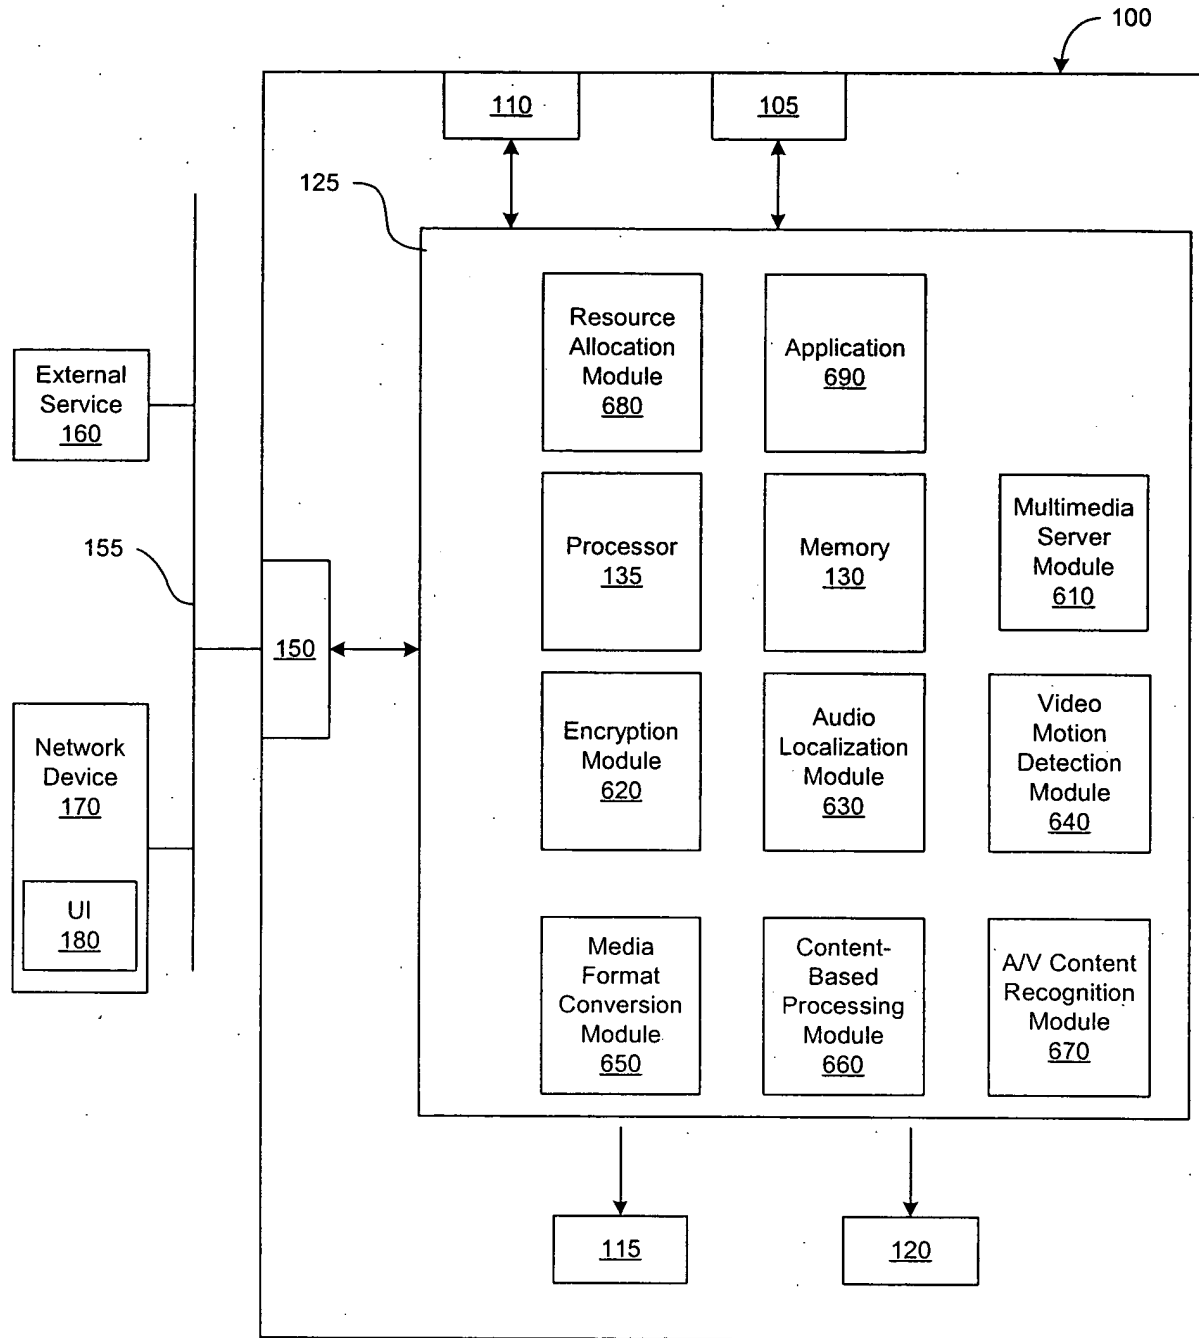 100
110
105
125
Resource
Allocation
Module
680
Application
690
External
Service
160
155
Processor
135
Memory
130
Multimedia
Server
Module
610
150
Network
Device
170
UI
180
Encryption
Module
620
Audio
Localization
Module
630
Video
Motion
Detection
Module
640
Media
Format
Conversion
Module
650
Content-
Based
Processing
Module
660
A/V Content
Recognition
Module
670
115
120